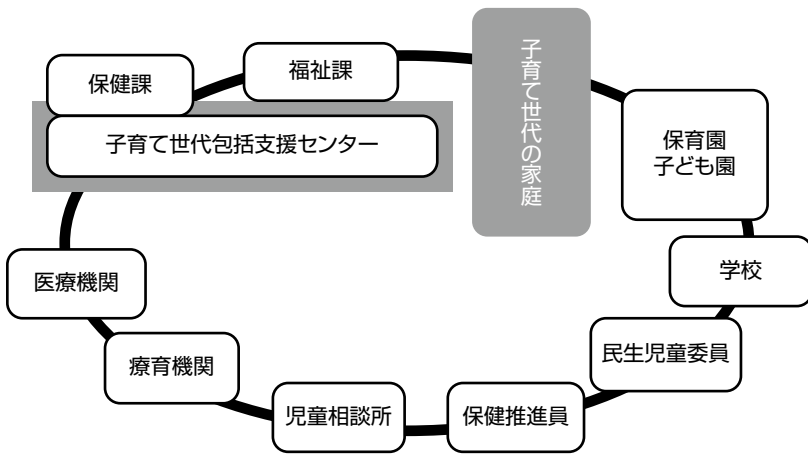 保健課
福祉課
子育て世代の家庭
子育て世代包括支援センター
保育園
子ども園
学校
医療機関
民生児童委員
療育機関
児童相談所
保健推進員